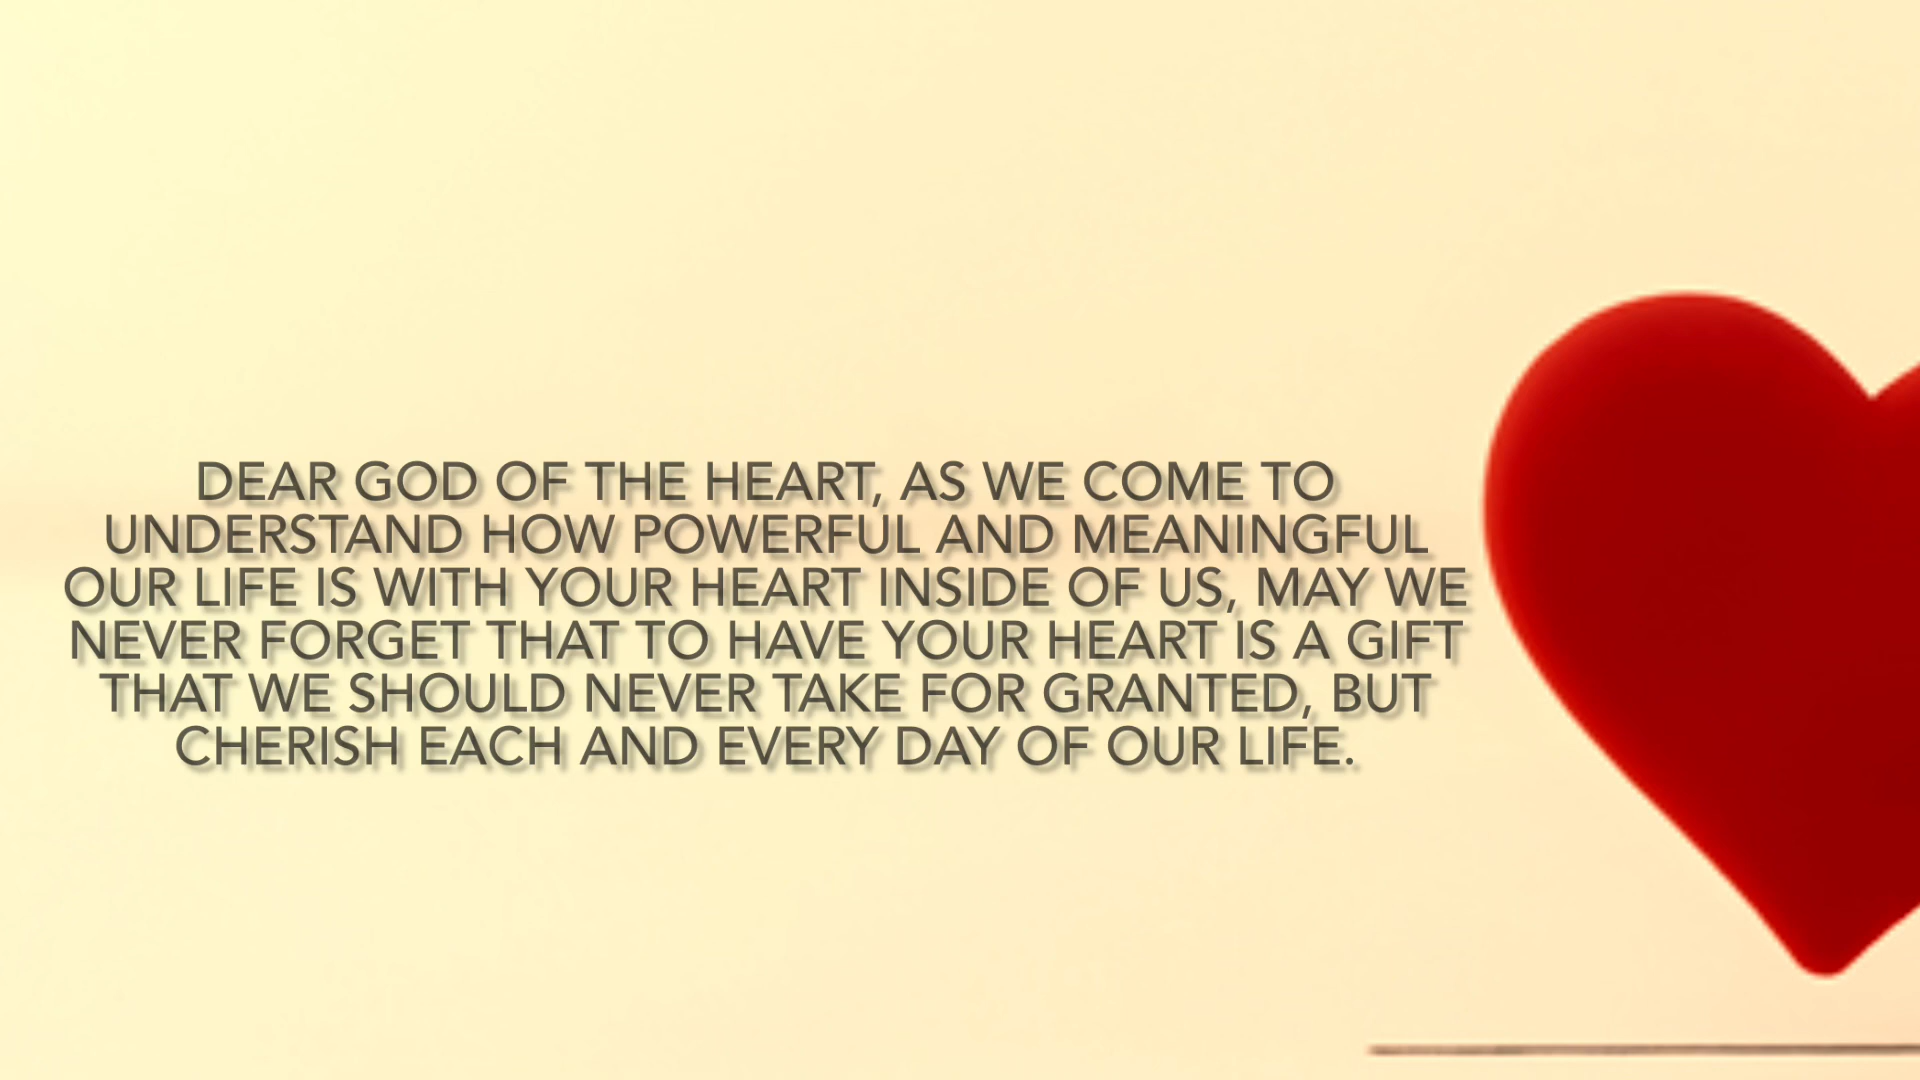 DEAR GOD OF THE HEART, AS WE COME TO
UNDERSTAND HOW POWERFUL AND MEANINGFUL
OUR LIFE IS WITH YOUR HEART INSIDE OF US, MAY WE
NEVER FORGET THAT TO HAVE YOUR HEART IS A GIFT
THAT WE SHOULD NEVER TAKE FOR GRANTED, BUT
CHERISH EACH AND EVERY DAY OF OUR LIFE.